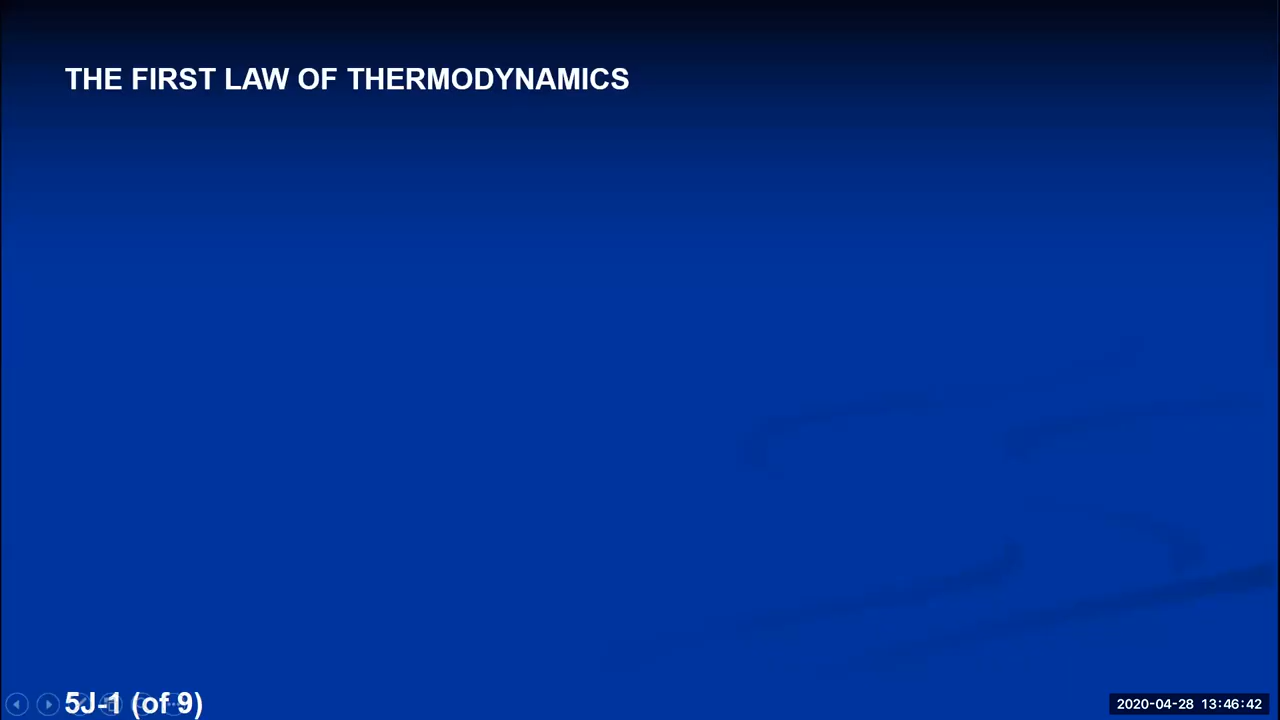 THE FIRST LAW OF THERMODYNAMICS
5J-1 (of 9)
2020-04-28 13:46:42